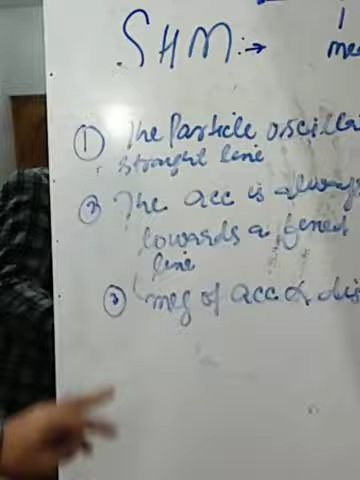 SHM:→
① The Particle oscilla
straight line
② The acc is always
towards a fixed
line
③ mag of acc ∝ dis